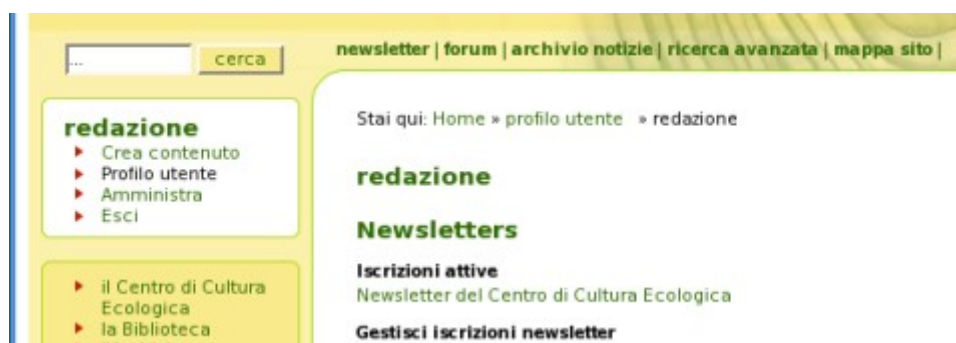 ... cerca
newsletter | forum | archivio notizie | ricerca avanzata | mappa sito |
redazione
Crea contenuto
Profilo utente
Amministra
Esci
il Centro di Cultura
Ecologica
la Biblioteca
Stai qui: Home » profilo utente » redazione
redazione
Newsletters
Iscrizioni attive
Newsletter del Centro di Cultura Ecologica
Gestisci iscrizioni newsletter